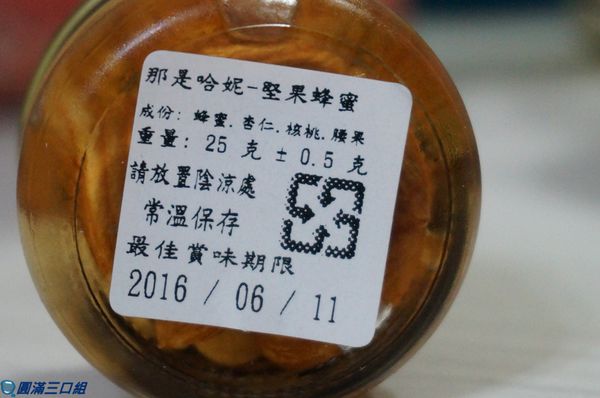 那是哈妮-堅果蜂蜜
成份: 蜂蜜.杏仁.核桃.腰果
重量: 25 克 ± 0.5 克
請放置陰涼處
常溫保存
最佳賞味期限
2016 / 06 / 11
圓滿三口組